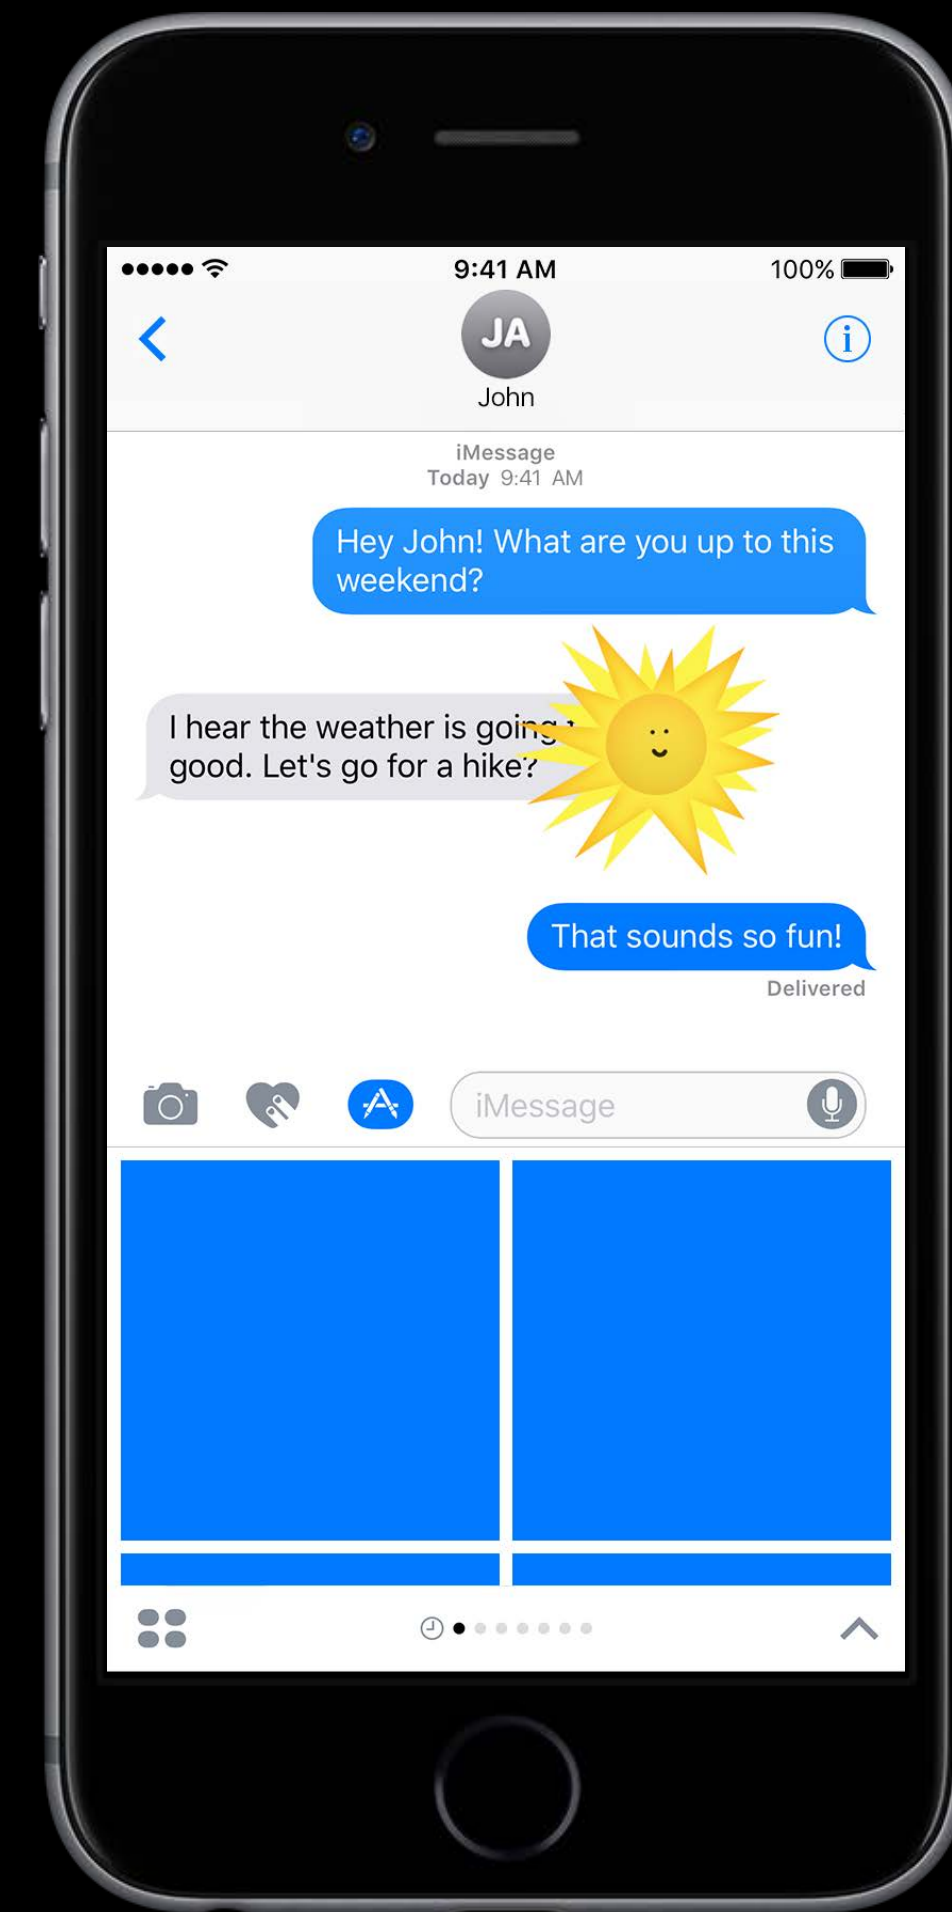 9:41 AM
100%
JA
John
iMessage
Today 9:41 AM
Hey John! What are you up to this
weekend?
I hear the weather is going
good. Let's go for a hike?
That sounds so fun!
Delivered
iMessage